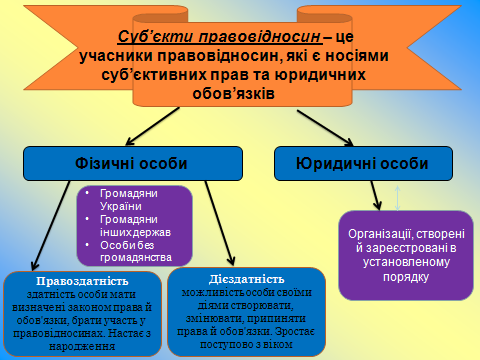 Суб’єкти правовідносин – це
учасники правовідносин, які є носіями
суб’єктивних прав та юридичних
обов’язків
Фізичні особи
Юридичні особи
• Громадяни
України
• Громадяни
інших держав
• Особи без
громадянства
Організації, створені
й зареєстровані в
установленому
порядку
Правоздатність
здатність особи мати
визначені законом права й
обов'язки, брати участь у
правовідносинах. Настає з
народження
Дієздатність
можливість особи своїми
діями створювати,
змінювати, припиняти
права й обов'язки. Зростає
поступово з віком